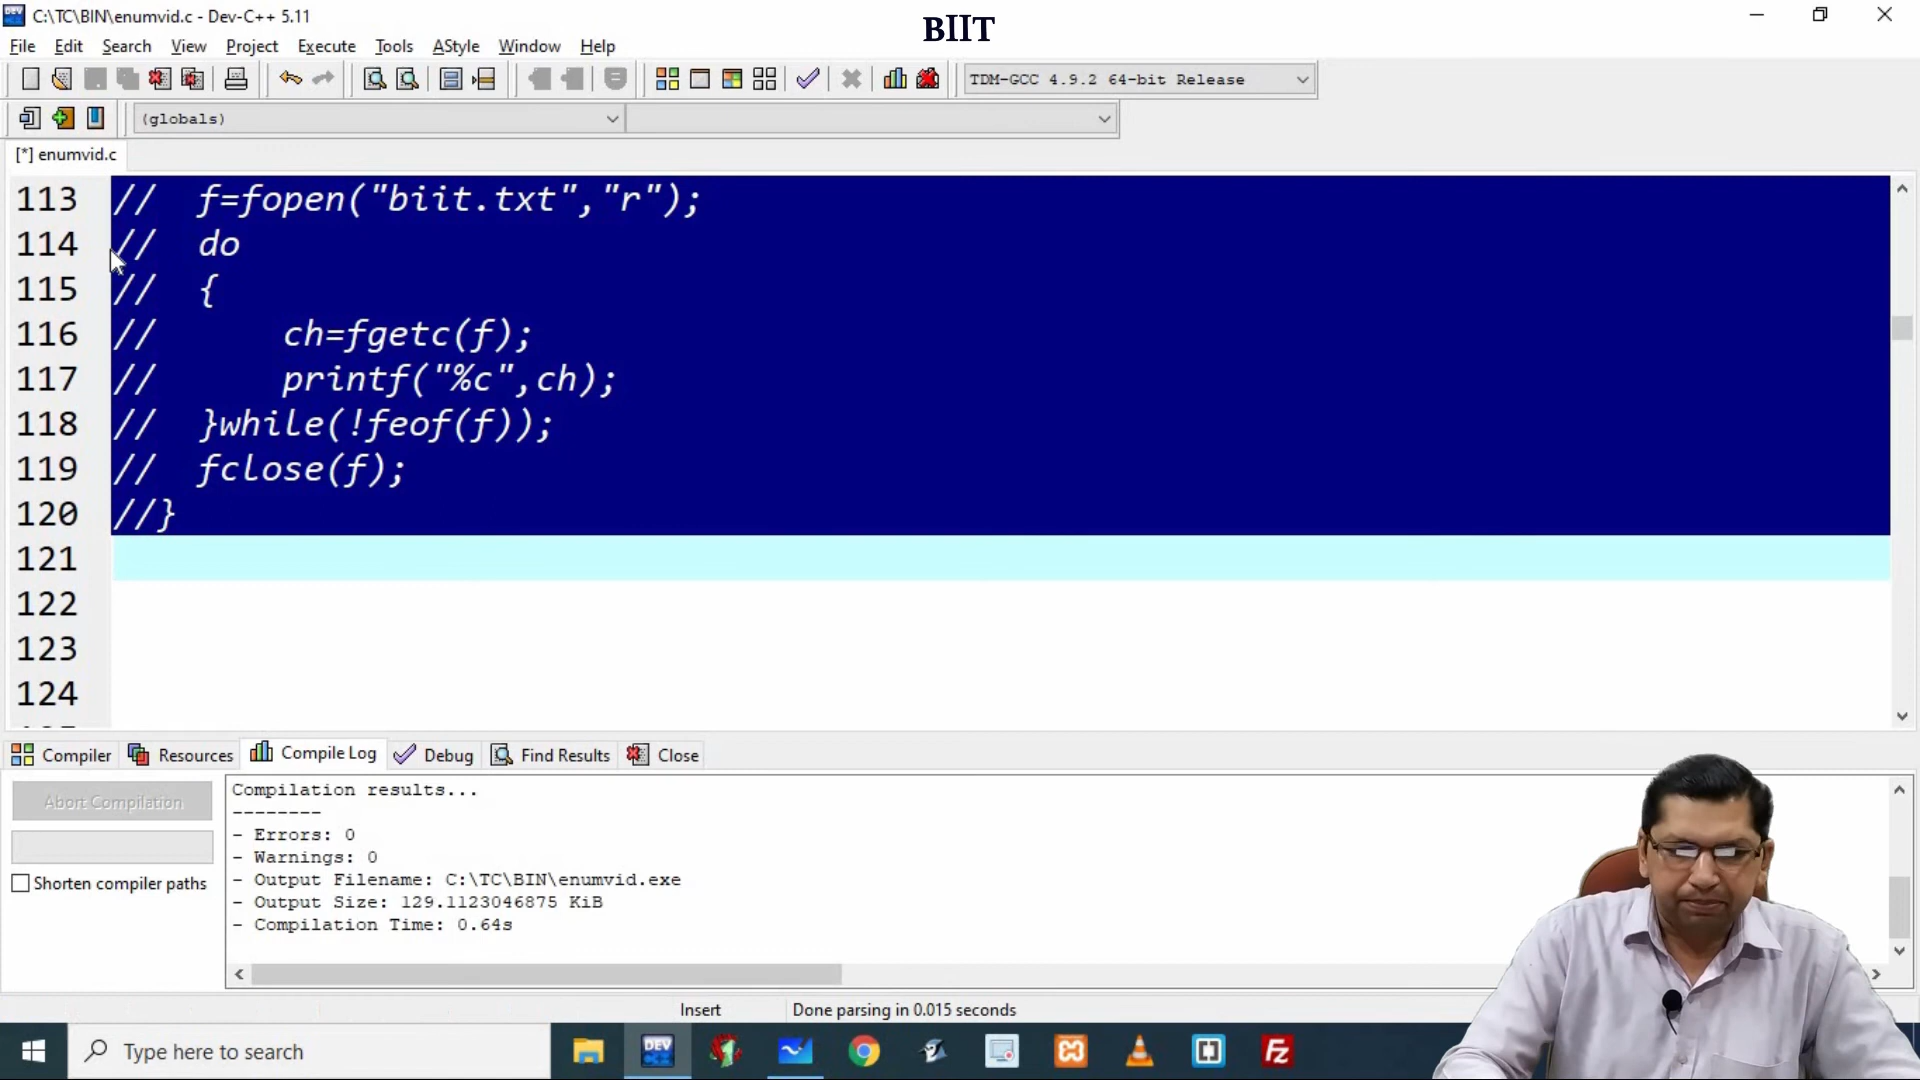 C:\TC\BIN\enumvid.c - Dev-C++ 5.11
BIIT
File Edit Search View Project Execute Tools AStyle Window Help
TDM-GCC 4.9.2 64-bit Release
(globals)
[*] enumvid.c
113 // f=fopen("biit.txt","r");
114 // do
115 // {
116 // ch=fgetc(f);
117 // printf("%c",ch);
118 // }while(!feof(f));
119 // fclose(f);
120 //}
121
122
123
124
Compiler Resources Compile Log Debug Find Results Close
Abort Compilation
Shorten compiler paths
Compilation results...
--------
- Errors: 0
- Warnings: 0
- Output Filename: C:\TC\BIN\enumvid.exe
- Output Size: 129.1123046875 KiB
- Compilation Time: 0.64s
Insert Done parsing in 0.015 seconds
Type here to search
DEV
Fz